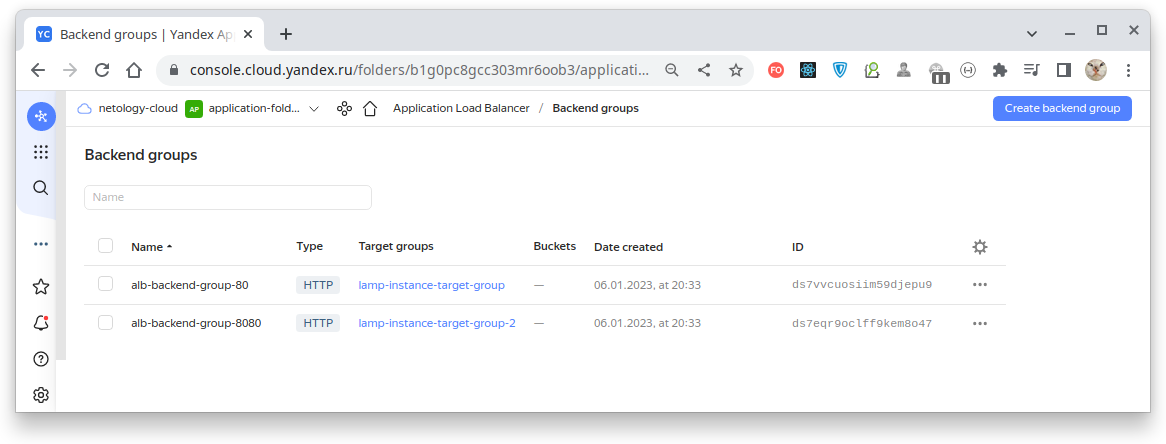 YC Backend groups | Yandex Ap
console.cloud.yandex.ru/folders/b1g0pc8gcc303mr6oob3/applicati... FO
netology-cloud AP application-fold... Application Load Balancer / Backend groups Create backend group
Backend groups
Name
Name Type Target groups Buckets Date created ID
alb-backend-group-80 HTTP lamp-instance-target-group — 06.01.2023, at 20:33 ds7vvcuosiim59djepu9
alb-backend-group-8080 HTTP lamp-instance-target-group-2 — 06.01.2023, at 20:33 ds7eqr9oclff9kem8o47